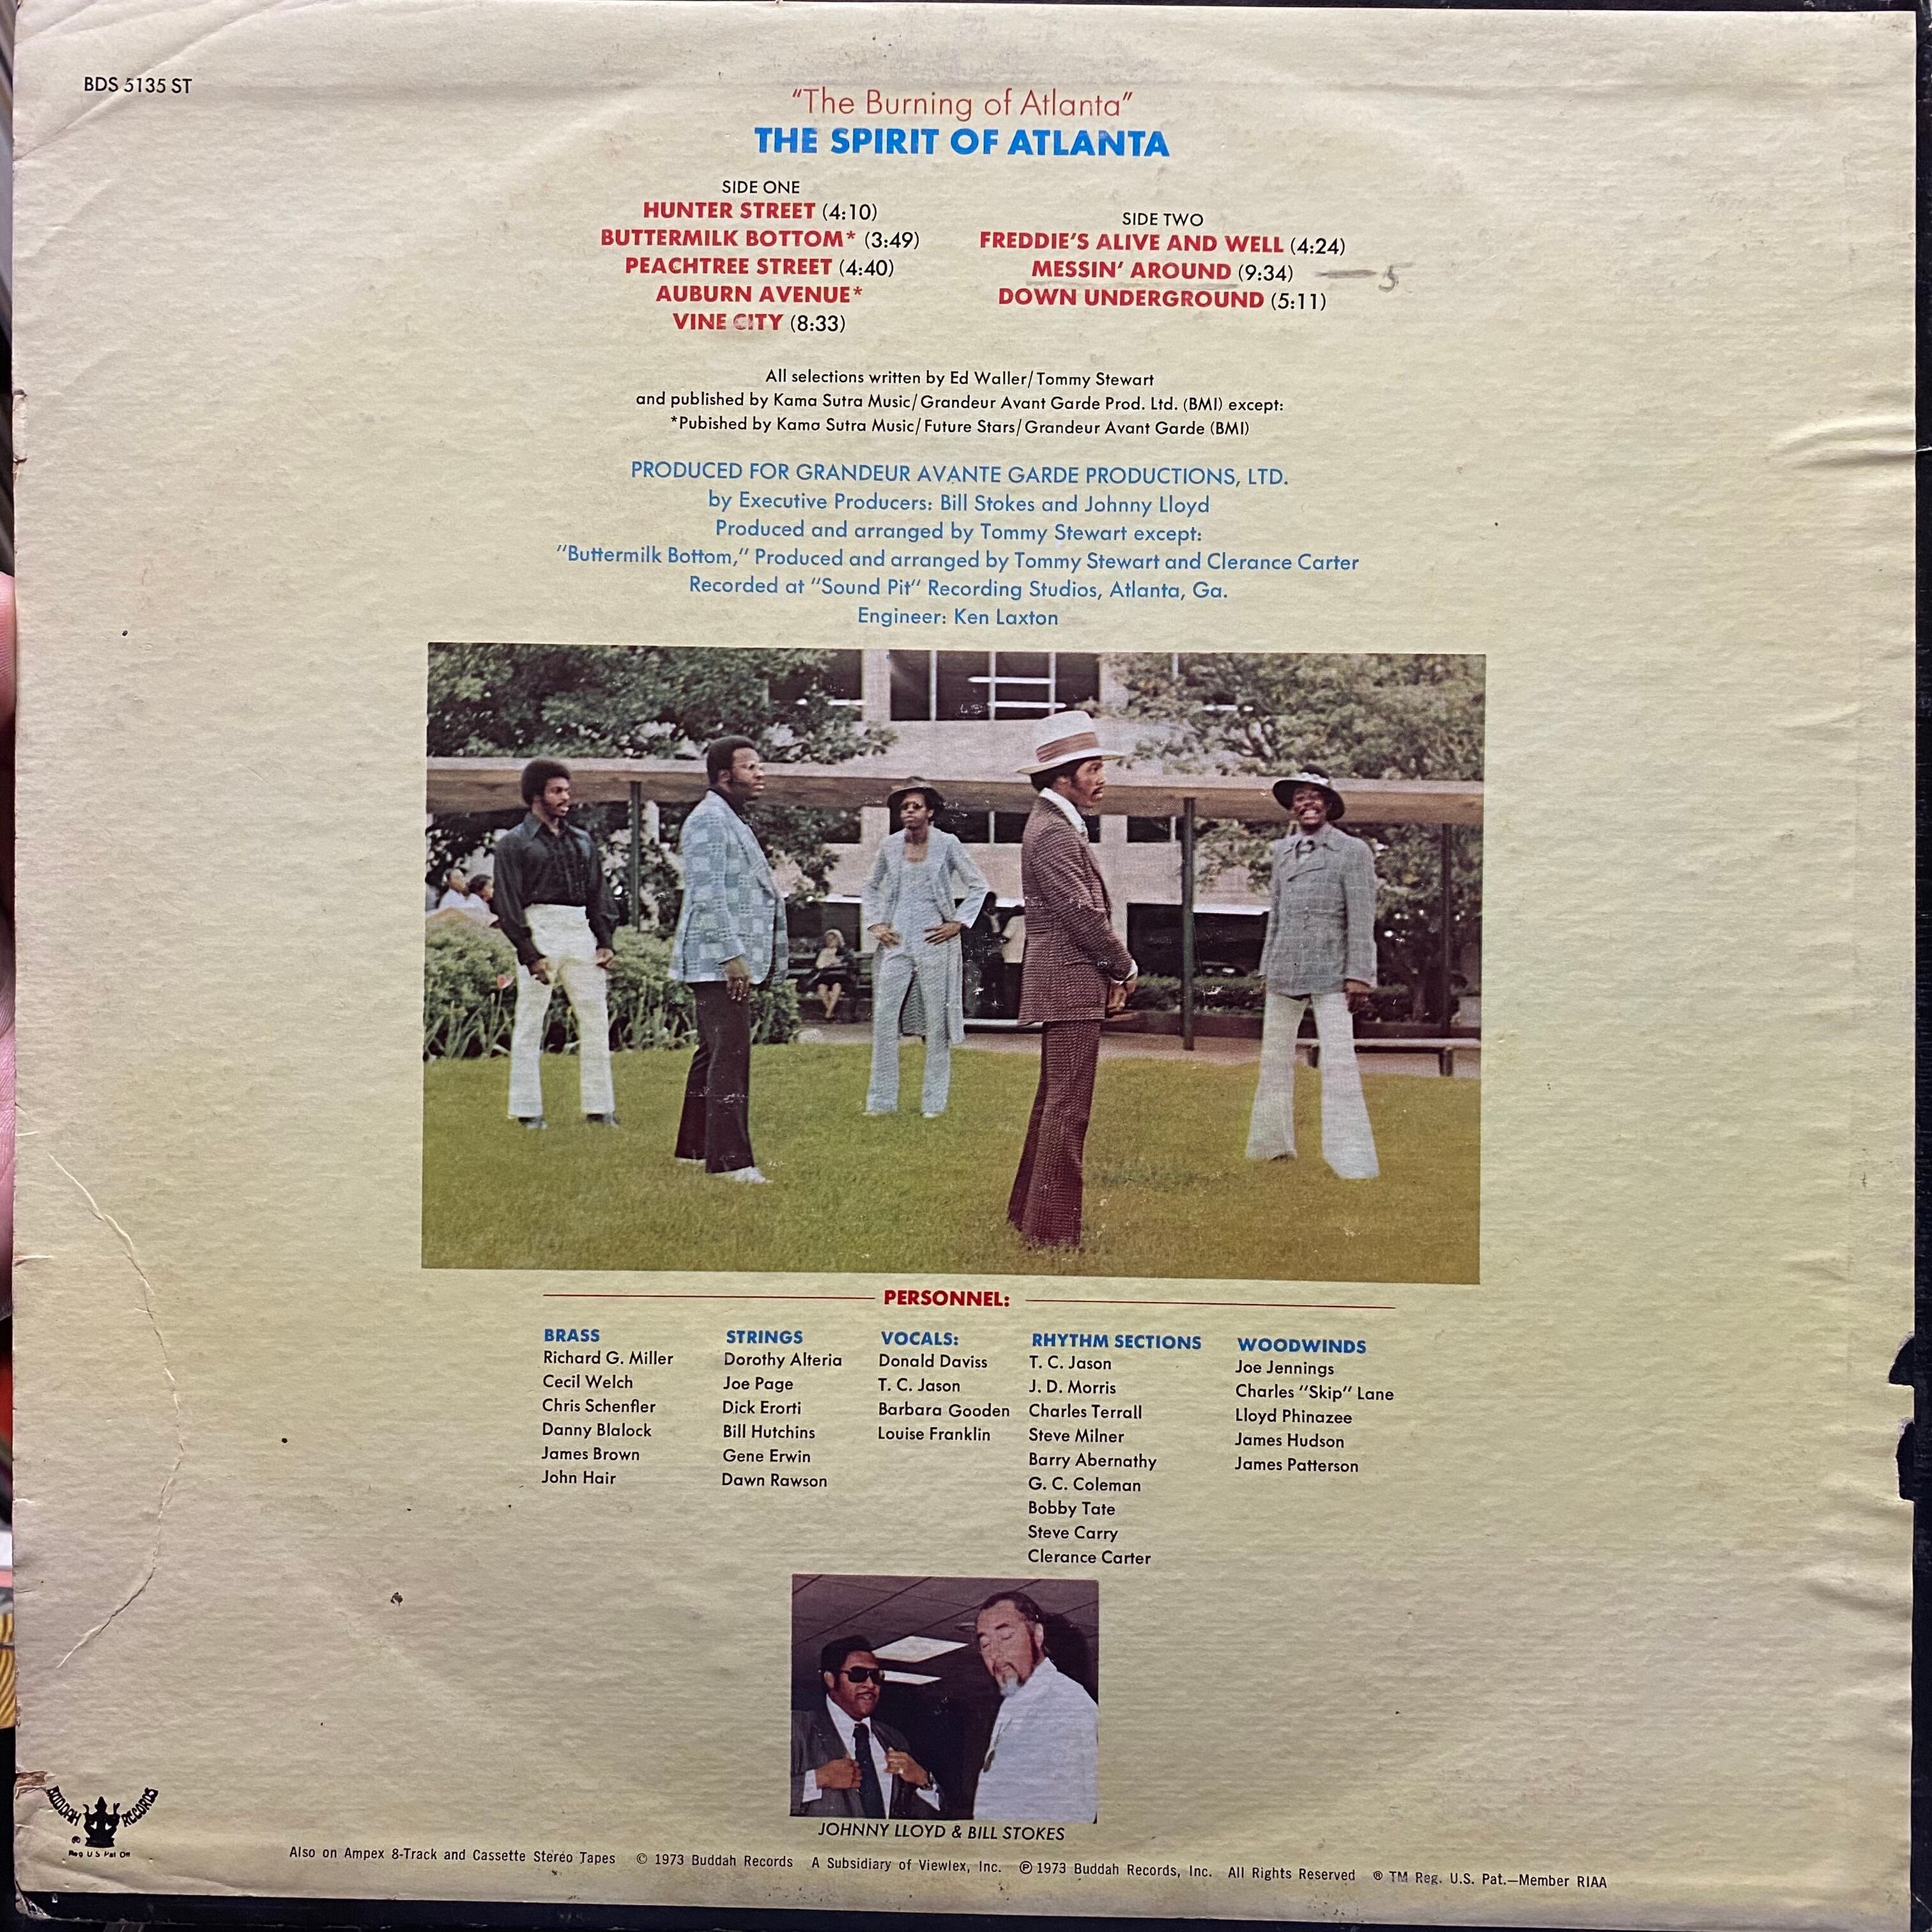 BDS 5135 ST
"The Burning of Atlanta"
THE SPIRIT OF ATLANTA
SIDE ONE
HUNTER STREET (4:10)
BUTTERMILK BOTTOM* (3:49)
PEACHTREE STREET (4:40)
AUBURN AVENUE*
VINE CITY (8:33)
SIDE TWO
FREDDIE'S ALIVE AND WELL (4:24)
MESSIN' AROUND (9:34) — 5
DOWN UNDERGROUND (5:11)
All selections written by Ed Waller/Tommy Stewart
and published by Kama Sutra Music/Grandeur Avant Garde Prod. Ltd. (BMI) except:
*Pubished by Kama Sutra Music/Future Stars/Grandeur Avant Garde (BMI)
PRODUCED FOR GRANDEUR AVANTE GARDE PRODUCTIONS, LTD.
by Executive Producers: Bill Stokes and Johnny Lloyd
Produced and arranged by Tommy Stewart except:
"Buttermilk Bottom," Produced and arranged by Tommy Stewart and Clerance Carter
Recorded at "Sound Pit" Recording Studios, Atlanta, Ga.
Engineer: Ken Laxton
PERSONNEL:
BRASS
Richard G. Miller
Cecil Welch
Chris Schenfler
Danny Blalock
James Brown
John Hair
STRINGS
Dorothy Alteria
Joe Page
Dick Erorti
Bill Hutchins
Gene Erwin
Dawn Rawson
VOCALS:
Donald Daviss
T. C. Jason
Barbara Gooden
Louise Franklin
RHYTHM SECTIONS
T. C. Jason
J. D. Morris
Charles Terrall
Steve Milner
Barry Abernathy
G. C. Coleman
Bobby Tate
Steve Carry
Clerance Carter
WOODWINDS
Joe Jennings
Charles "Skip" Lane
Lloyd Phinazee
James Hudson
James Patterson
JOHNNY LLOYD & BILL STOKES
BUDDAH RECORDS
®
Reg U S Pat Off
Also on Ampex 8-Track and Cassette Stereo Tapes © 1973 Buddah Records A Subsidiary of Viewlex, Inc. ℗ 1973 Buddah Records, Inc. All Rights Reserved ® TM Reg. U.S. Pat.—Member RIAA